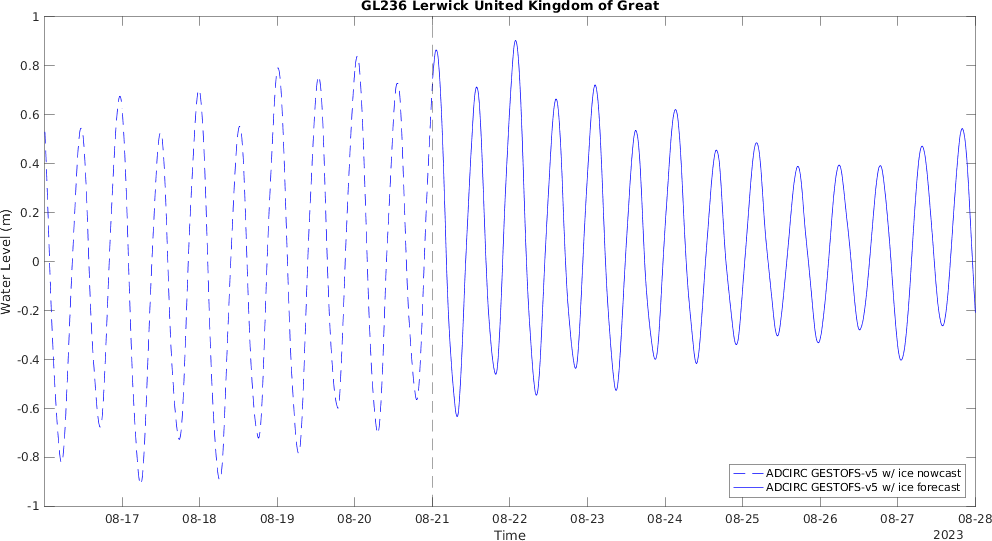 GL236 Lerwick United Kingdom of Great
Water Level (m)
1
0.8
0.6
0.4
0.2
0
-0.2
-0.4
-0.6
-0.8
-1
ADCIRC GESTOFS-v5 w/ ice nowcast
ADCIRC GESTOFS-v5 w/ ice forecast
08-17 08-18 08-19 08-20 08-21 08-22 08-23 08-24 08-25 08-26 08-27 08-28
Time
2023